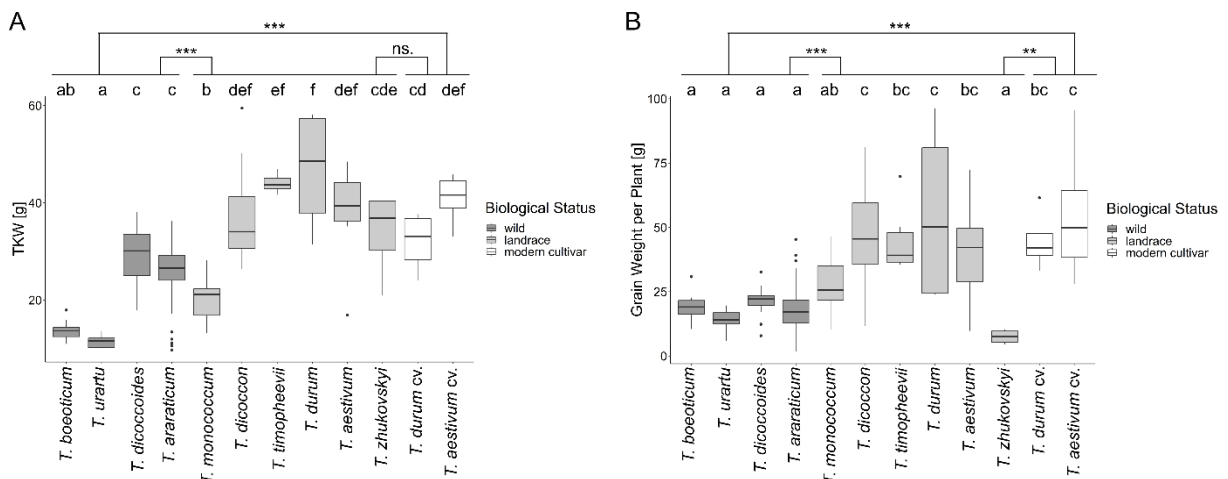 A
***
***
ns.
ab a c c b def ef f def cde cd def
60
40
20
TKW [g]
Biological Status
wild
landrace
modern cultivar
T. boeoticum
T. urartu
T. dicoccoides
T. araraticum
T. monococcum
T. dicoccon
T. timopheevii
T. durum
T. aestivum
T. zhukovskyi
T. durum cv.
T. aestivum cv.
B
***
***
**
a a a a ab c bc c bc a bc c
100
75
50
25
0
Grain Weight per Plant [g]
Biological Status
wild
landrace
modern cultivar
T. boeoticum
T. urartu
T. dicoccoides
T. araraticum
T. monococcum
T. dicoccon
T. timopheevii
T. durum
T. aestivum
T. zhukovskyi
T. durum cv.
T. aestivum cv.